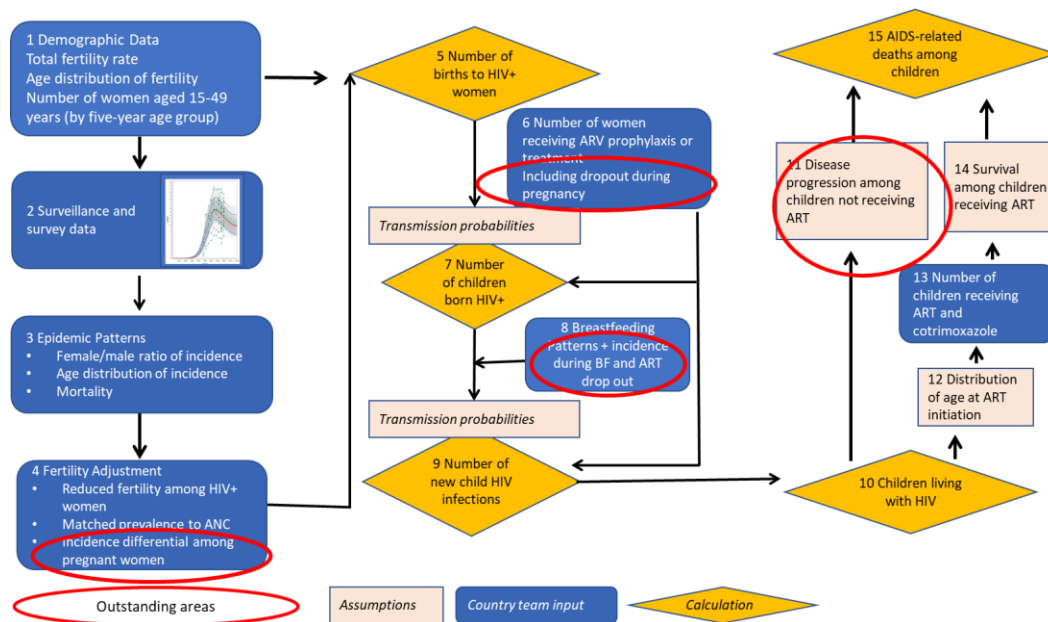 1 Demographic Data
Total fertility rate
Age distribution of fertility
Number of women aged 15-49
years (by five-year age group)
2 Surveillance and
survey data
3 Epidemic Patterns
• Female/male ratio of incidence
• Age distribution of incidence
• Mortality
4 Fertility Adjustment
• Reduced fertility among HIV+
women
• Matched prevalence to ANC
• Incidence differential among
pregnant women
5 Number of
births to HIV+
women
6 Number of women
receiving ARV prophylaxis or
treatment
Including dropout during
pregnancy
Transmission probabilities
7 Number
of children
born HIV+
8 Breastfeeding
Patterns + incidence
during BF and ART
drop out
Transmission probabilities
9 Number of
new child HIV
infections
15 AIDS-related
deaths among
children
11 Disease
progression among
children not receiving
ART
14 Survival
among children
receiving ART
13 Number of
children receiving
ART and
cotrimoxazole
12 Distribution
of age at ART
initiation
10 Children living
with HIV
Outstanding areas
Assumptions
Country team input
Calculation